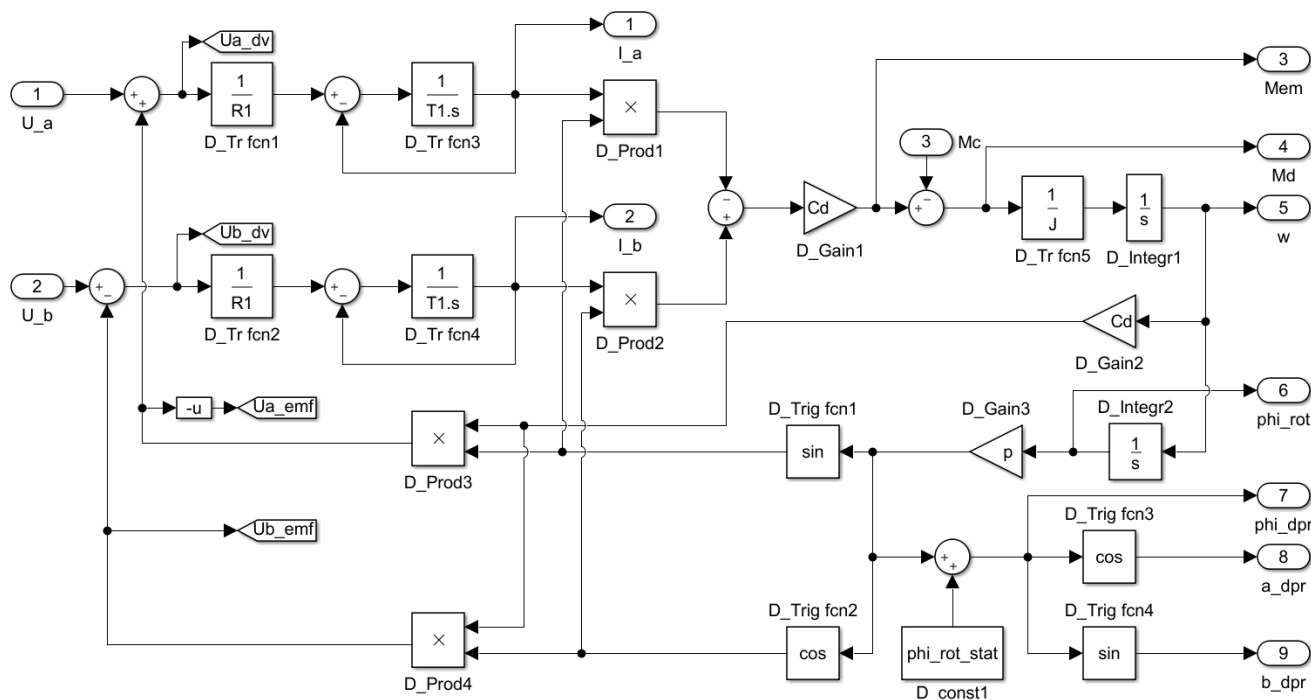 1
U_a
Ua_dv
1
R1
D_Tr fcn1
1
T1.s
D_Tr fcn3
1
I_a
×
D_Prod1
2
U_b
Ub_dv
1
R1
D_Tr fcn2
1
T1.s
D_Tr fcn4
2
I_b
×
D_Prod2
Cd
D_Gain1
3
Mc
1
J
D_Tr fcn5
1
s
D_Integr1
3
Mem
4
Md
5
w
Cd
D_Gain2
-u
Ua_emf
×
D_Prod3
D_Trig fcn1
sin
D_Gain3
p
D_Integr2
1
s
6
phi_rot
Ub_emf
×
D_Prod4
D_Trig fcn2
cos
phi_rot_stat
D_const1
D_Trig fcn3
cos
D_Trig fcn4
sin
7
phi_dpr
8
a_dpr
9
b_dpr